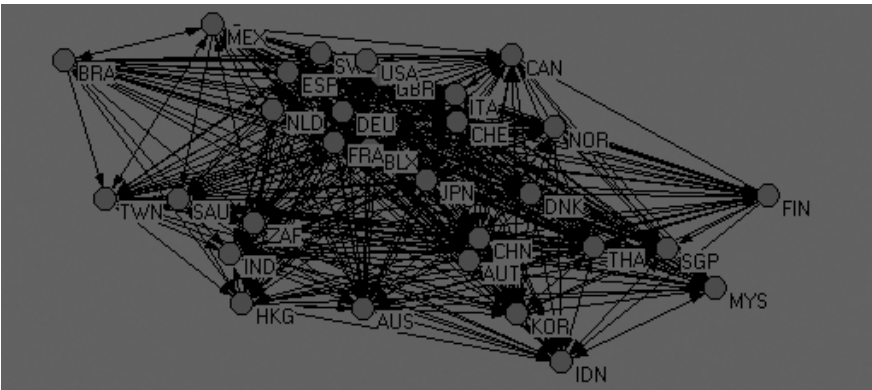 MEX
BRA
USA
CAN
ESP
GBR
ITA
NLD
DEU
CHE
NOR
FRA
BLX
JPN
TWN
SAU
DNK
FIN
ZAF
CHN
THA
SGP
IND
AUT
MYS
HKG
AUS
KOR
IDN